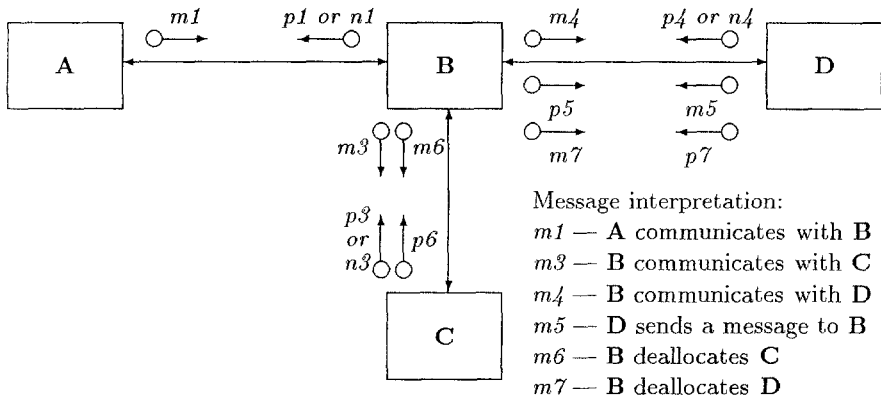 m1
p1 or n1
m4
p4 or n4
A
B
D
p5
m5
m7
p7
m3
m6
p3
or
n3
p6
C
Message interpretation:
m1 — A communicates with B
m3 — B communicates with C
m4 — B communicates with D
m5 — D sends a message to B
m6 — B deallocates C
m7 — B deallocates D